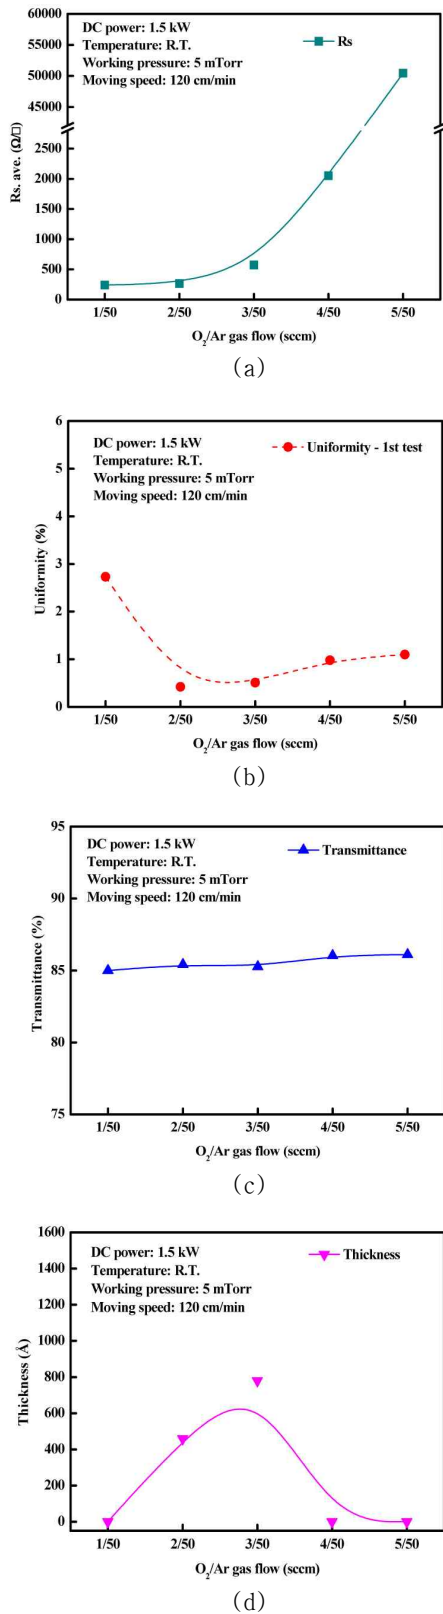 60000
DC power: 1.5 kW
Temperature: R.T.
Working pressure: 5 mTorr
Moving speed: 120 cm/min
Rs
55000
50000
45000
2500
2000
1500
1000
500
0
Rs. ave. (Ω/□)
1/50 2/50 3/50 4/50 5/50
O₂/Ar gas flow (sccm)
(a)
6
DC power: 1.5 kW
Temperature: R.T.
Working pressure: 5 mTorr
Moving speed: 120 cm/min
Uniformity - 1st test
5
4
3
2
1
0
Uniformity (%)
1/50 2/50 3/50 4/50 5/50
O₂/Ar gas flow (sccm)
(b)
95
DC power: 1.5 kW
Temperature: R.T.
Working pressure: 5 mTorr
Moving speed: 120 cm/min
Transmittance
90
85
80
75
Transmittance (%)
1/50 2/50 3/50 4/50 5/50
O₂/Ar gas flow (sccm)
(c)
1600
DC power: 1.5 kW
Temperature: R.T.
Working pressure: 5 mTorr
Moving speed: 120 cm/min
Thickness
1400
1200
1000
800
600
400
200
0
Thickness (Å)
1/50 2/50 3/50 4/50 5/50
O₂/Ar gas flow (sccm)
(d)